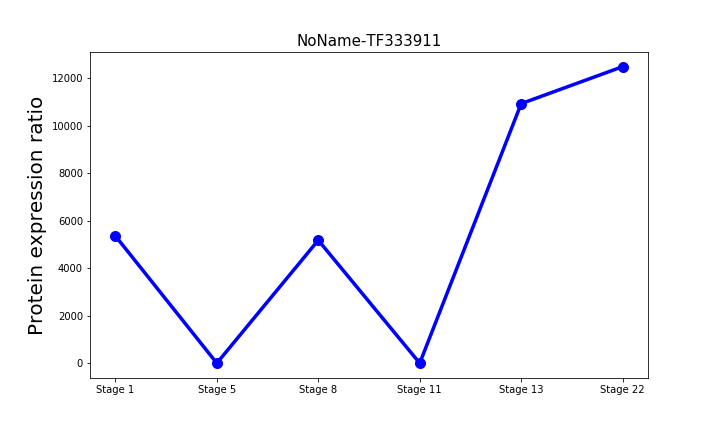 NoName-TF333911
Protein expression ratio
12000
10000
8000
6000
4000
2000
0
Stage 1
Stage 5
Stage 8
Stage 11
Stage 13
Stage 22